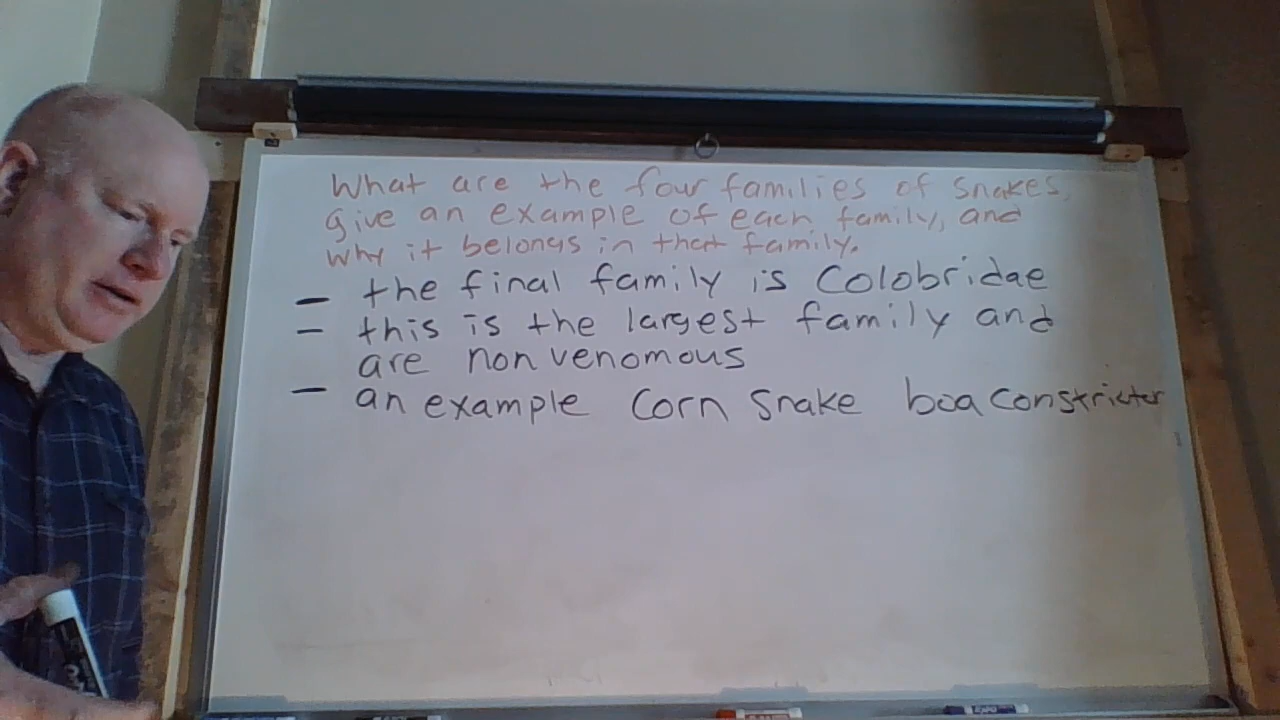 What are the four families of snakes,
give an example of each family, and
why it belongs in that family.
- the final family is Colobridae
- this is the largest family and
are non venomous
- an example Corn Snake boa constricter